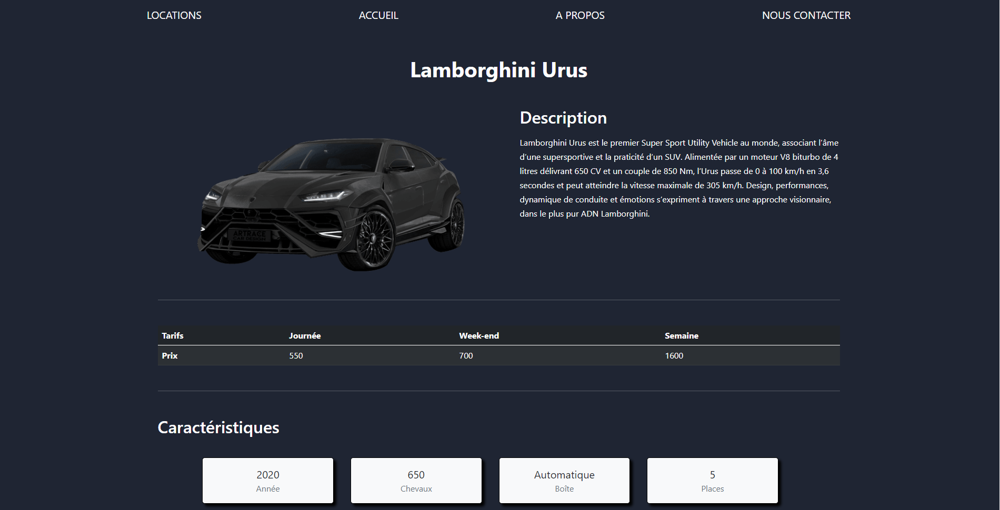 LOCATIONS ACCUEIL A PROPOS NOUS CONTACTER
Lamborghini Urus
Description
Lamborghini Urus est le premier Super Sport Utility Vehicle au monde, associant l’âme
d’une supersportive et la praticité d’un SUV. Alimentée par un moteur V8 biturbo de 4
litres délivrant 650 CV et un couple de 850 Nm, l’Urus passe de 0 à 100 km/h en 3,6
secondes et peut atteindre la vitesse maximale de 305 km/h. Design, performances,
dynamique de conduite et émotions s’expriment à travers une approche visionnaire,
dans le plus pur ADN Lamborghini.
ARTRACE
CAR DESIGN
Tarifs Journée Week-end Semaine
Prix 550 700 1600
Caractéristiques
2020 650 Automatique 5
Année Chevaux Boîte Places